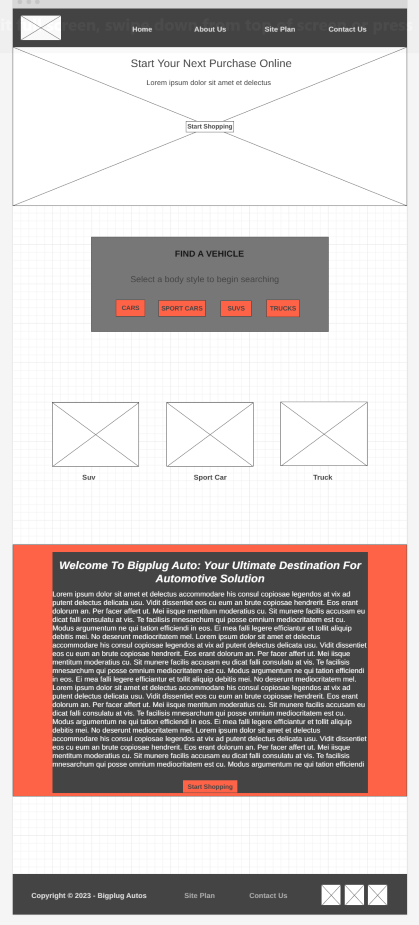 it full screen, swipe down from top of screen or press
Home About Us Site Plan Contact Us
Start Your Next Purchase Online
Lorem ipsum dolor sit amet et delectus
Start Shopping
FIND A VEHICLE
Select a body style to begin searching
CARS SPORT CARS SUVS TRUCKS
Suv Sport Car Truck
Welcome To Bigplug Auto: Your Ultimate Destination For
Automotive Solution
Lorem ipsum dolor sit amet et delectus accommodare his consul copiosae legendos at vix ad
putent delectus delicata usu. Vidit dissentiet eos cu eum an brute copiosae hendrerit. Eos erant
dolorum an. Per facer affert ut. Mei iisque mentitum moderatius cu. Sit munere facilis accusam eu
dicat falli consulatu at vis. Te facilisis mnesarchum qui posse omnium mediocritatem est cu.
Modus argumentum ne qui tation efficiendi in eos. Ei mea falli legere efficiantur et tollit aliquip
debitis mei. No deserunt mediocritatem mel. Lorem ipsum dolor sit amet et delectus
accommodare his consul copiosae legendos at vix ad putent delectus delicata usu. Vidit dissentiet
eos cu eum an brute copiosae hendrerit. Eos erant dolorum an. Per facer affert ut. Mei iisque
mentitum moderatius cu. Sit munere facilis accusam eu dicat falli consulatu at vis. Te facilisis
mnesarchum qui posse omnium mediocritatem est cu. Modus argumentum ne qui tation efficiendi
in eos. Ei mea falli legere efficiantur et tollit aliquip debitis mei. No deserunt mediocritatem mel.
Lorem ipsum dolor sit amet et delectus accommodare his consul copiosae legendos at vix ad
putent delectus delicata usu. Vidit dissentiet eos cu eum an brute copiosae hendrerit. Eos erant
dolorum an. Per facer affert ut. Mei iisque mentitum moderatius cu. Sit munere facilis accusam eu
dicat falli consulatu at vis. Te facilisis mnesarchum qui posse omnium mediocritatem est cu.
Modus argumentum ne qui tation efficiendi in eos. Ei mea falli legere efficiantur et tollit aliquip
debitis mei. No deserunt mediocritatem mel. Lorem ipsum dolor sit amet et delectus
accommodare his consul copiosae legendos at vix ad putent delectus delicata usu. Vidit dissentiet
eos cu eum an brute copiosae hendrerit. Eos erant dolorum an. Per facer affert ut. Mei iisque
mentitum moderatius cu. Sit munere facilis accusam eu dicat falli consulatu at vis. Te facilisis
mnesarchum qui posse omnium mediocritatem est cu. Modus argumentum ne qui tation efficiendi
Start Shopping
Copyright © 2023 - Bigplug Autos Site Plan Contact Us